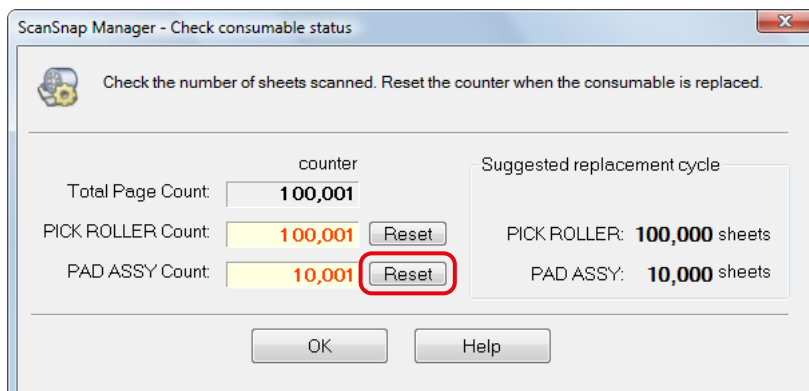 ScanSnap Manager - Check consumable status
Check the number of sheets scanned. Reset the counter when the consumable is replaced.
counter
Total Page Count: 100,001
PICK ROLLER Count: 100,001 Reset
PAD ASSY Count: 10,001 Reset
Suggested replacement cycle
PICK ROLLER: 100,000 sheets
PAD ASSY: 10,000 sheets
OK Help